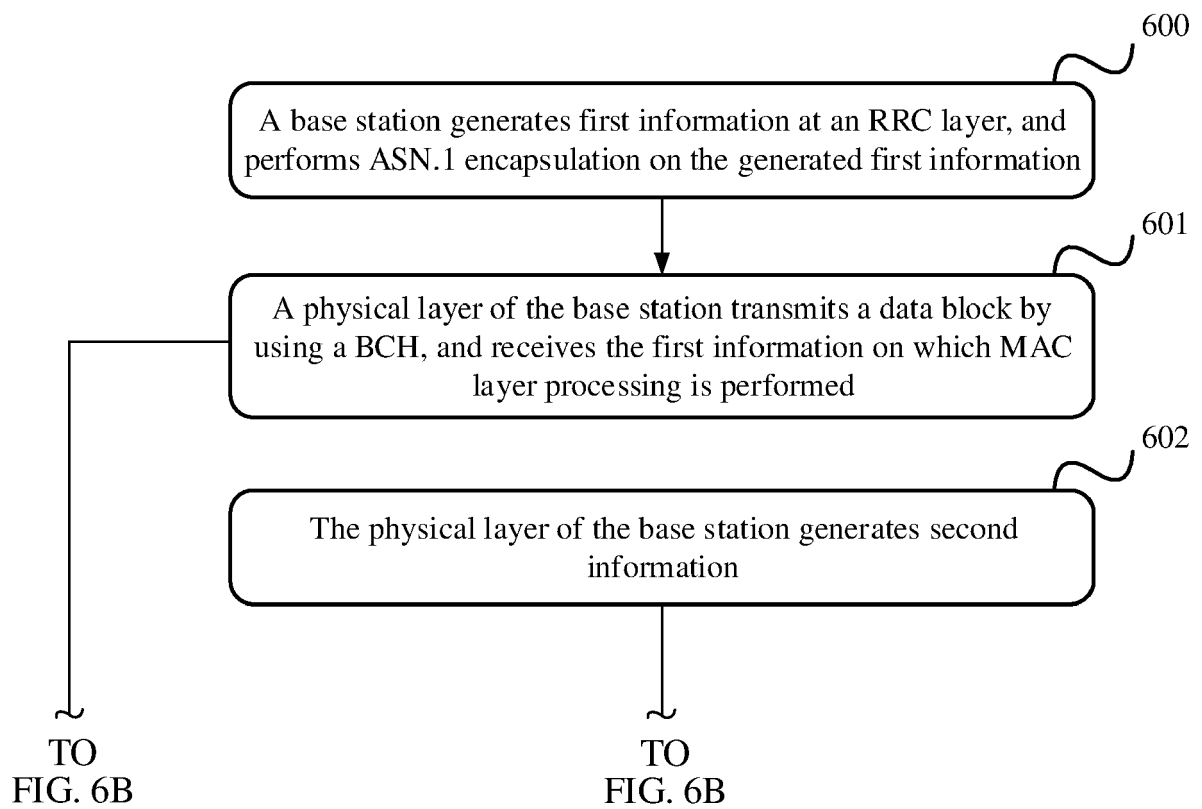 600
A base station generates first information at an RRC layer, and
performs ASN.1 encapsulation on the generated first information
601
A physical layer of the base station transmits a data block by
using a BCH, and receives the first information on which MAC
layer processing is performed
602
The physical layer of the base station generates second
information
TO
FIG. 6B
TO
FIG. 6B